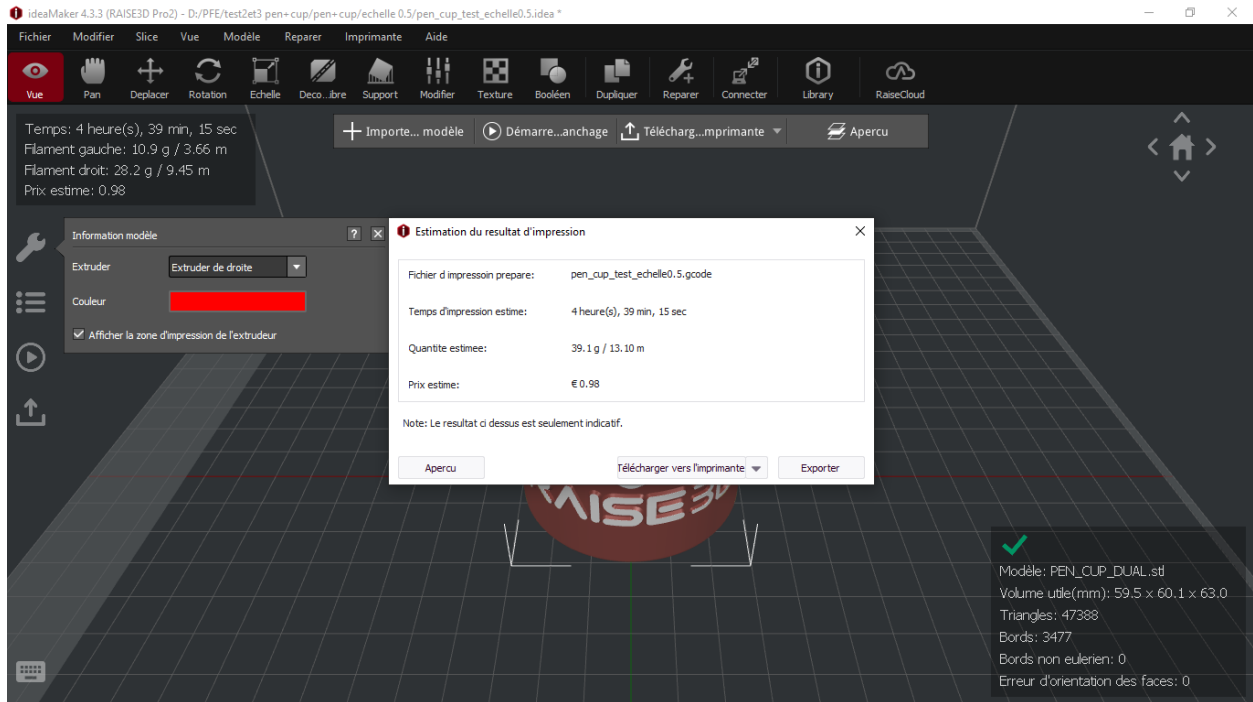 ideaMaker 4.3.3 (RAISE3D Pro2) - D:/PFE/test2et3 pen+cup/pen+cup/echelle 0.5/pen_cup_test_echelle0.5.idea *
Fichier Modifier Slice Vue Modèle Reparer Imprimante Aide
Vue Pan Deplacer Rotation Echelle Deco...ibre Support Modifier Texture Booléen Dupliquer Reparer Connecter Library RaiseCloud
Temps: 4 heure(s), 39 min, 15 sec
Filament gauche: 10.9 g / 3.66 m
Filament droit: 28.2 g / 9.45 m
Prix estime: 0.98
Importe... modèle Démarre...anchage Télécharg...mprimante Apercu
Information modèle ?
Extruder Extruder de droite
Couleur
Afficher la zone d'impression de l'extrudeur
Estimation du resultat d'impression
Fichier d impressoin prepare: pen_cup_test_echelle0.5.gcode
Temps d'impression estime: 4 heure(s), 39 min, 15 sec
Quantite estimee: 39.1 g / 13.10 m
Prix estime: € 0.98
Note: Le resultat ci dessus est seulement indicatif.
Apercu Télécharger vers l'imprimante Exporter
RAISE3D
Modèle: PEN_CUP_DUAL.stl
Volume utile(mm): 59.5 x 60.1 x 63.0
Triangles: 47388
Bords: 3477
Bords non eulerien: 0
Erreur d'orientation des faces: 0